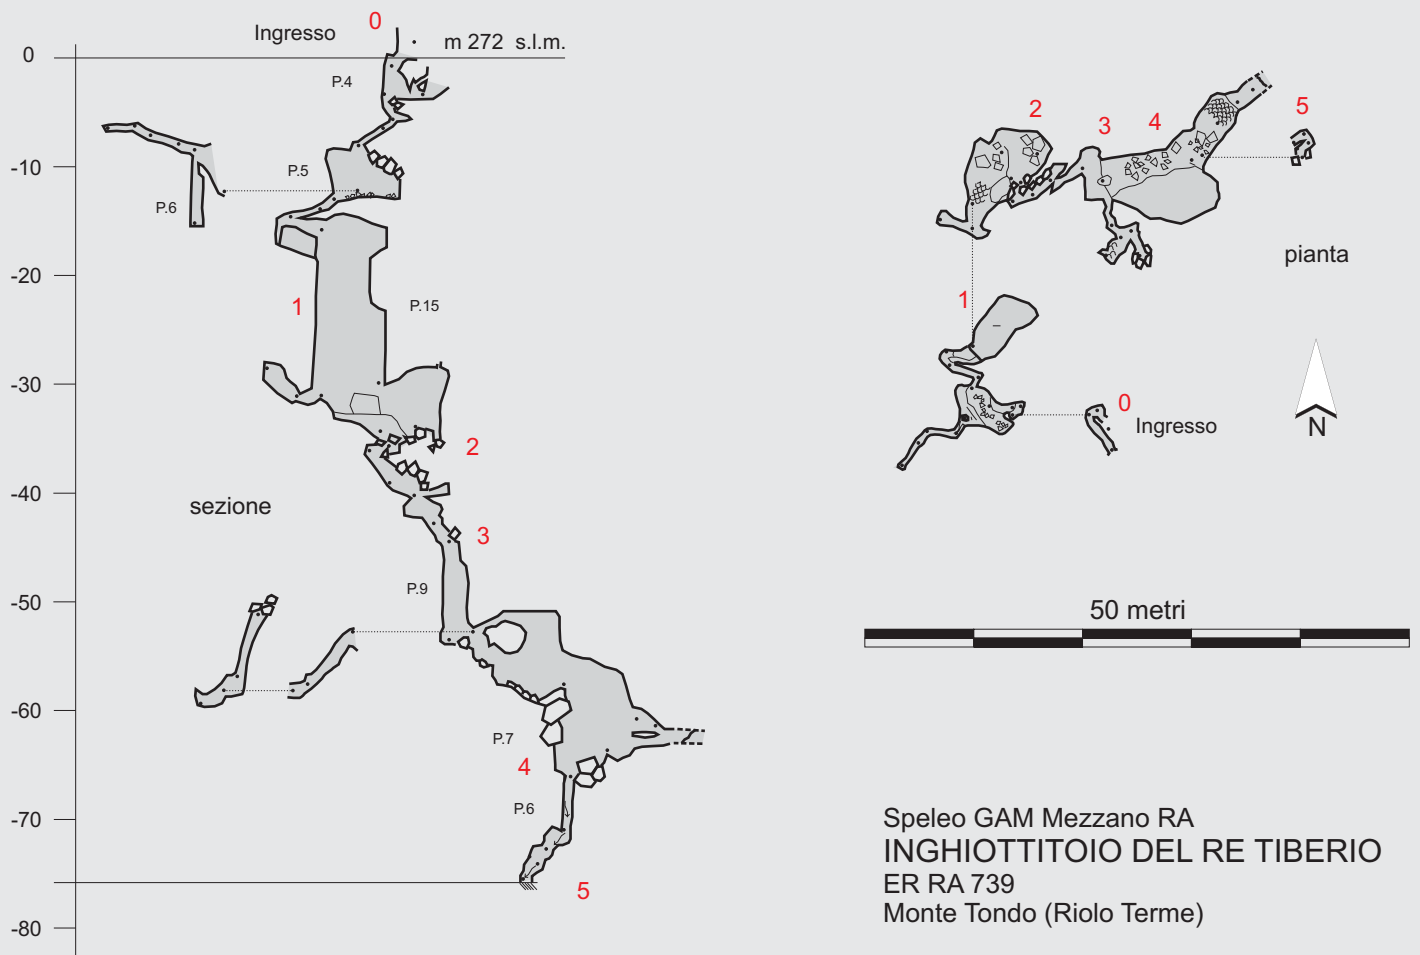 Ingresso
0
m 272 s.l.m.
0
P.4
-10
P.5
P.6
-20
1
P.15
-30
2
-40
sezione
3
P.9
-50
-60
P.7
4
P.6
-70
5
-80
2
3
4
5
pianta
1
0
Ingresso
N
50 metri
Speleo GAM Mezzano RA
INGHIOTTITOIO DEL RE TIBERIO
ER RA 739
Monte Tondo (Riolo Terme)